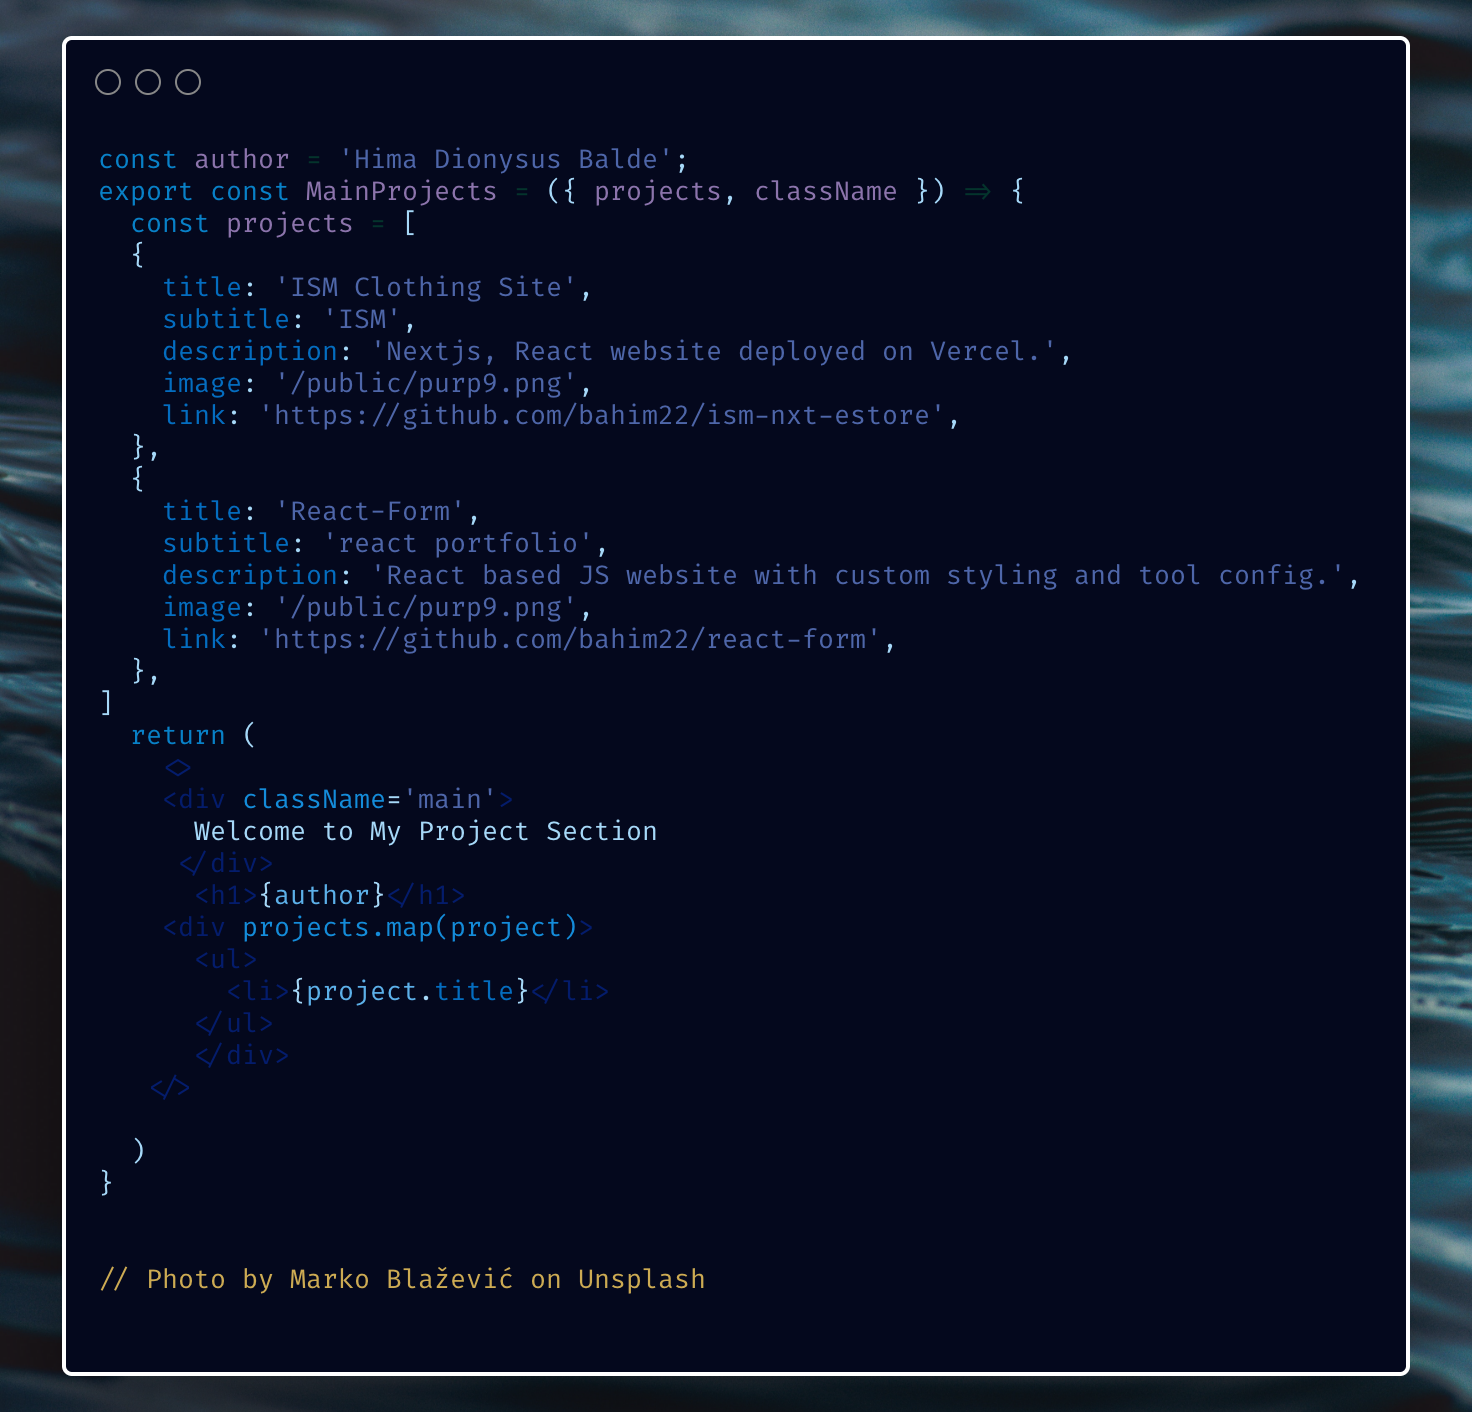 const author = 'Hima Dionysus Balde';
export const MainProjects = ({ projects, className }) => {
  const projects = [
  {
    title: 'ISM Clothing Site',
    subtitle: 'ISM',
    description: 'Nextjs, React website deployed on Vercel.',
    image: '/public/purp9.png',
    link: 'https://github.com/bahim22/ism-nxt-estore',
  },
  {
    title: 'React-Form',
    subtitle: 'react portfolio',
    description: 'React based JS website with custom styling and tool config.',
    image: '/public/purp9.png',
    link: 'https://github.com/bahim22/react-form',
  },
]
  return (
    <>
    <div className='main'>
      Welcome to My Project Section
     </div>
      <h1>{author}</h1>
    <div projects.map(project)>
      <ul>
        <li>{project.title}</li>
      </ul>
      </div>
   </>
  )
}
// Photo by Marko Blažević on Unsplash